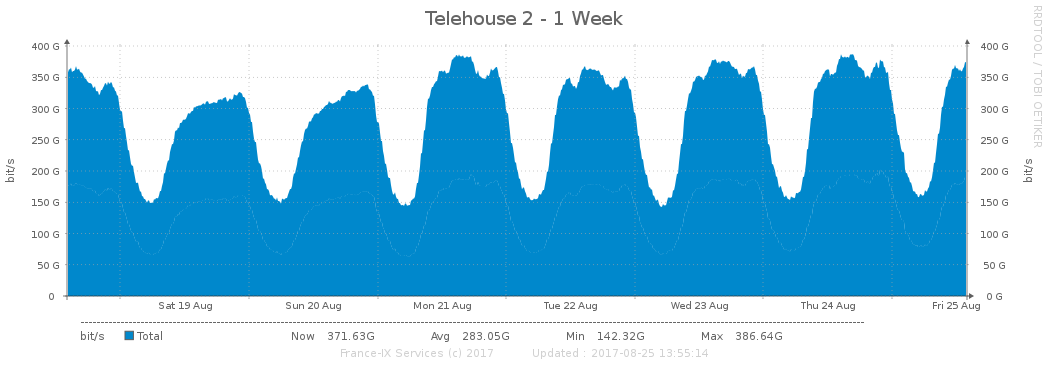 Telehouse 2 - 1 Week
RRDTOOL / TOBI OETIKER
400 G 400 G
350 G 350 G
300 G 300 G
250 G 250 G
200 G 200 G
150 G 150 G
100 G 100 G
50 G 50 G
0 0 G
bit/s bit/s
Sat 19 Aug Sun 20 Aug Mon 21 Aug Tue 22 Aug Wed 23 Aug Thu 24 Aug Fri 25 Aug
bit/s Total Now 371.63G Avg 283.05G Min 142.32G Max 386.64G
France-IX Services (c) 2017 Updated : 2017-08-25 13:55:14